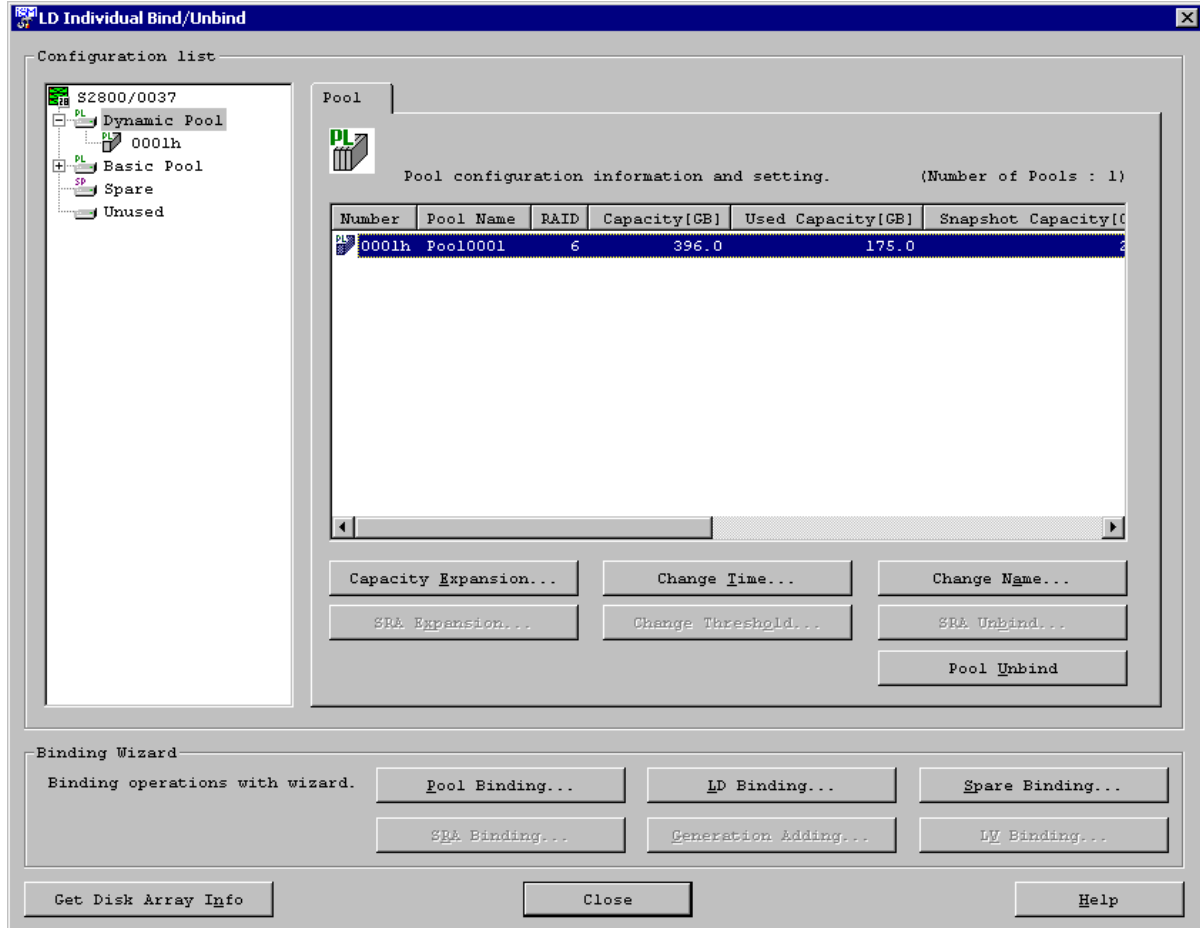 LD Individual Bind/Unbind
Configuration list
S2800/0037
Dynamic Pool
0001h
Basic Pool
Spare
Unused
Pool
Pool configuration information and setting. (Number of Pools : 1)
Number Pool Name RAID Capacity[GB] Used Capacity[GB] Snapshot Capacity[
0001h Pool0001 6 396.0 175.0
Capacity Expansion... Change Time... Change Name...
SRA Expansion... Change Threshold... SRA Unbind...
Pool Unbind
Binding Wizard
Binding operations with wizard. Pool Binding... LD Binding... Spare Binding...
SRA Binding... Generation Adding... LV Binding...
Get Disk Array Info Close Help